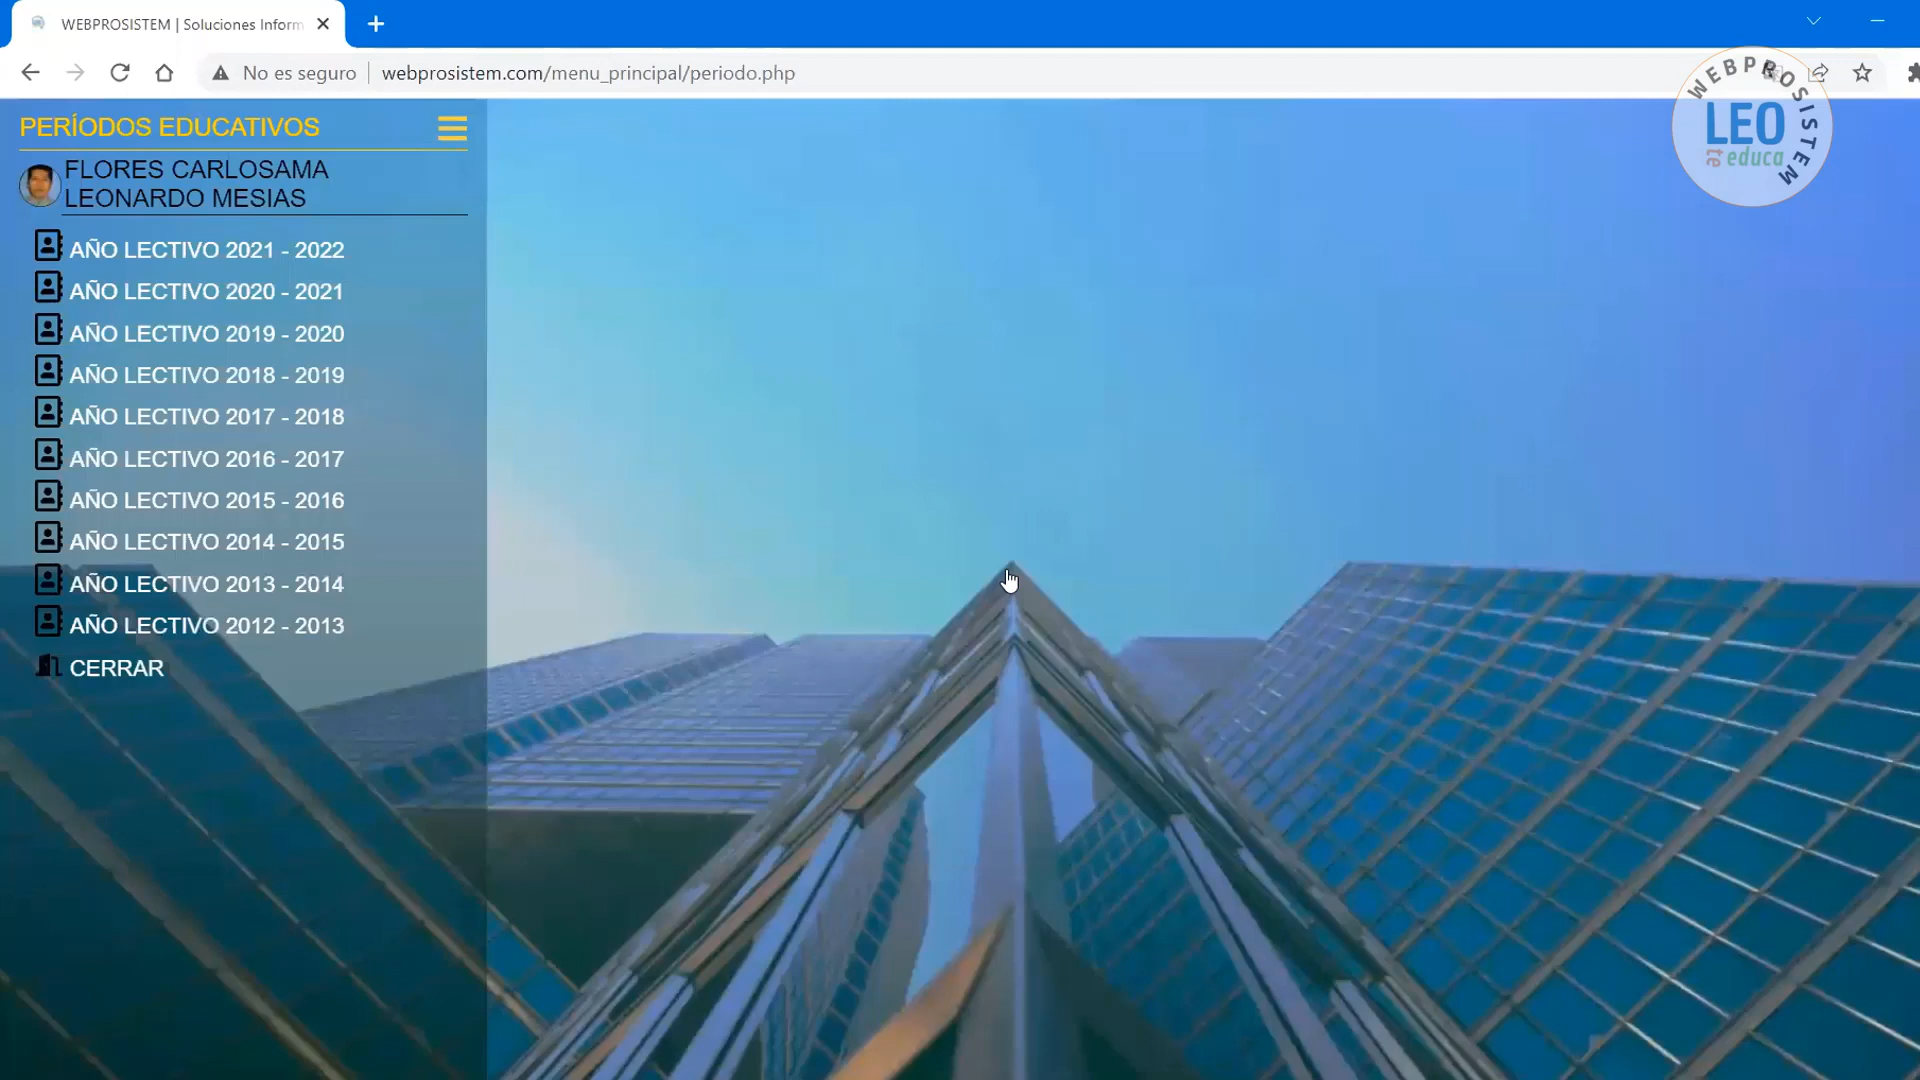 WEBPROSISTEM | Soluciones Inform
No es seguro
webprosistem.com/menu_principal/periodo.php
WEBPROSISTEM
LEO
te educa
PERÍODOS EDUCATIVOS
FLORES CARLOSAMA
LEONARDO MESIAS
AÑO LECTIVO 2021 - 2022
AÑO LECTIVO 2020 - 2021
AÑO LECTIVO 2019 - 2020
AÑO LECTIVO 2018 - 2019
AÑO LECTIVO 2017 - 2018
AÑO LECTIVO 2016 - 2017
AÑO LECTIVO 2015 - 2016
AÑO LECTIVO 2014 - 2015
AÑO LECTIVO 2013 - 2014
AÑO LECTIVO 2012 - 2013
CERRAR